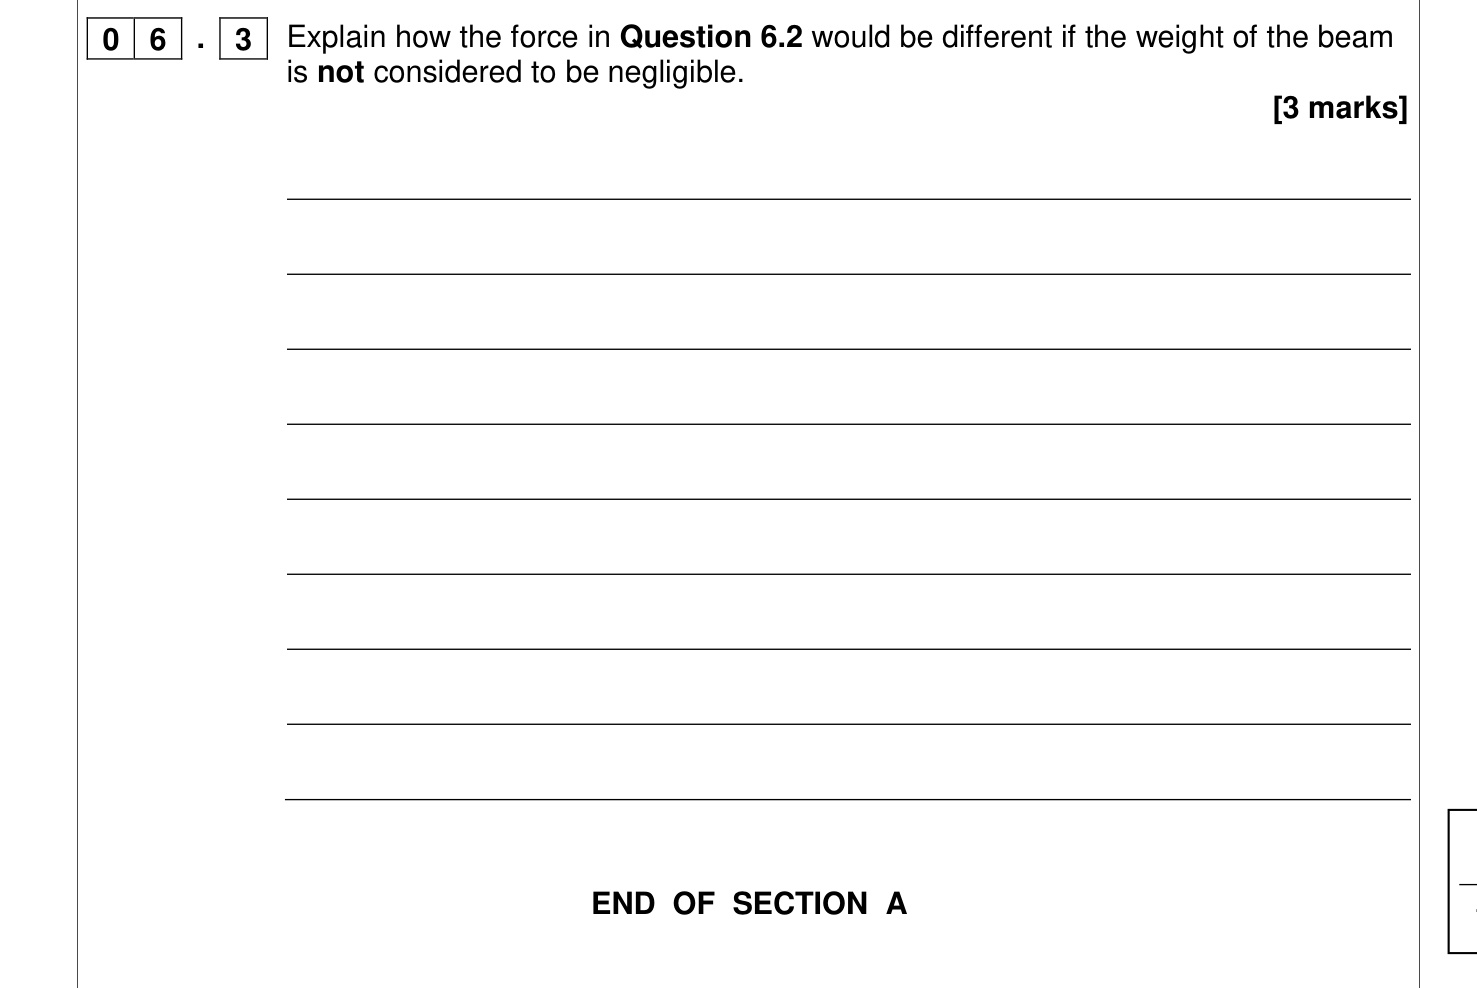 0 6 . 3 Explain how the force in Question 6.2 would be different if the weight of the beam
is not considered to be negligible.
[3 marks]
END OF SECTION A